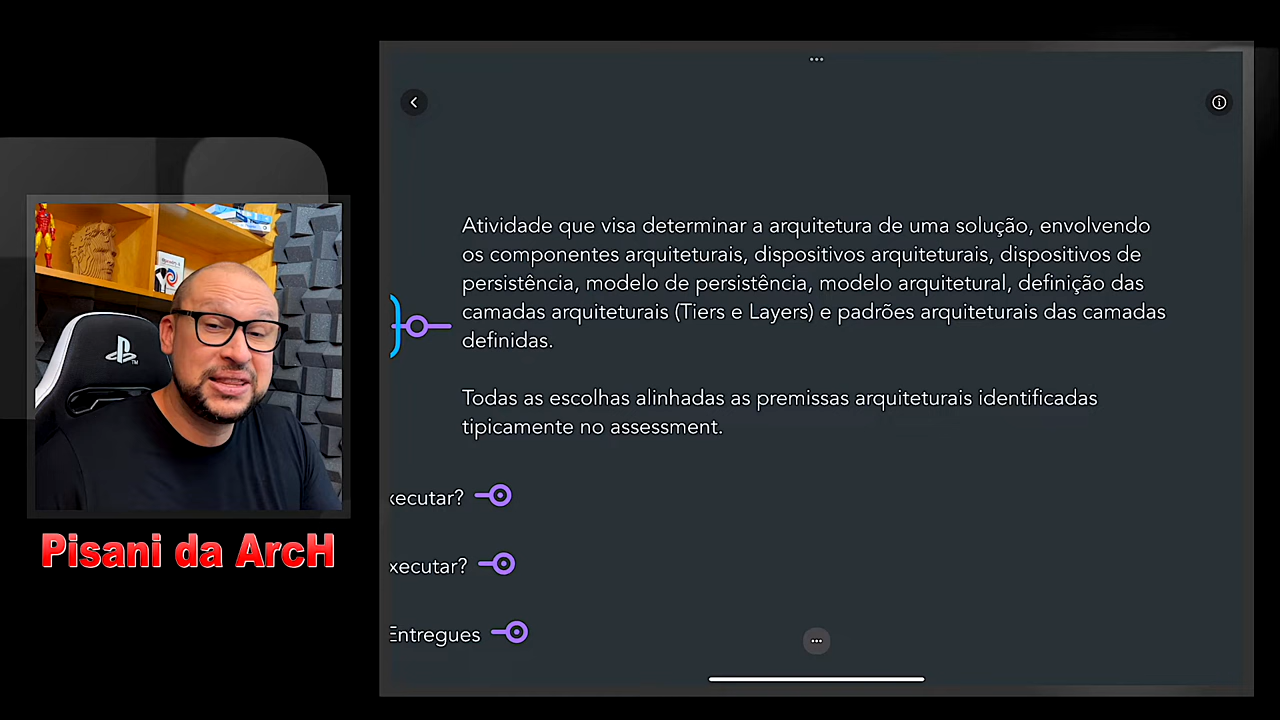 Atividade que visa determinar a arquitetura de uma solução, envolvendo
os componentes arquiteturais, dispositivos arquiteturais, dispositivos de
persistência, modelo de persistência, modelo arquitetural, definição das
camadas arquiteturais (Tiers e Layers) e padrões arquiteturais das camadas
definidas.
Todas as escolhas alinhadas as premissas arquiteturais identificadas
tipicamente no assessment.
xecutar?
xecutar?
Entregues
Pisani da ArcH